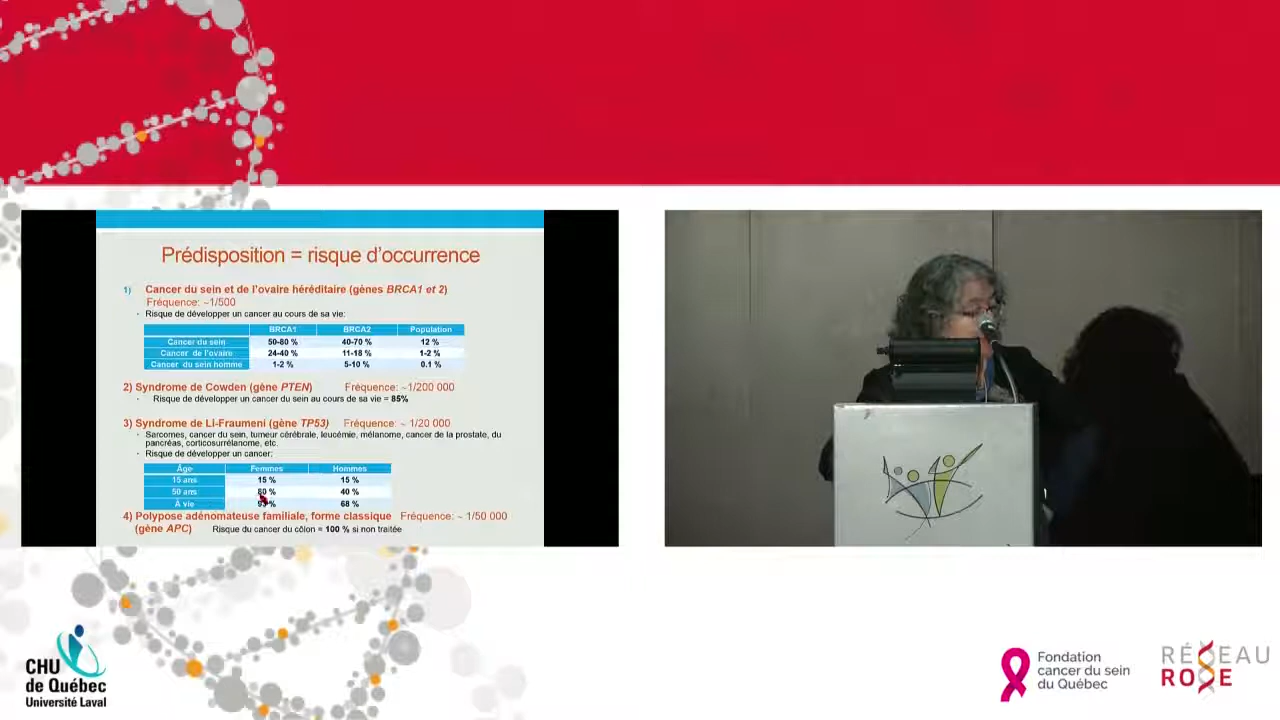 Prédisposition = risque d'occurrence
1) Cancer du sein et de l'ovaire héréditaire (gènes BRCA1 et 2)
Fréquence: ~1/500
Risque de développer un cancer au cours de sa vie:
BRCA1 BRCA2 Population
Cancer du sein 50-80 % 40-70 % 12 %
Cancer de l'ovaire 24-40 % 11-18 % 1-2 %
Cancer du sein homme 1-2 % 5-10 % 0.1 %
2) Syndrome de Cowden (gène PTEN) Fréquence: ~1/200 000
Risque de développer un cancer du sein au cours de sa vie = 85%
3) Syndrome de Li-Fraumeni (gène TP53) Fréquence: ~ 1/20 000
Sarcomes, cancer du sein, tumeur cérébrale, leucémie, mélanome, cancer de la prostate, du
pancréas, corticosurrélanome, etc.
Risque de développer un cancer:
Âge Femmes Hommes
15 ans 15 % 15 %
50 ans 80 % 40 %
À vie 68 %
4) Polypose adénomateuse familiale, forme classique Fréquence: ~ 1/50 000
(gène APC) Risque du cancer du côlon = 100 % si non traitée
CHU
de Québec
Université Laval
Fondation
cancer du sein
du Québec
RÉSEAU
ROSE